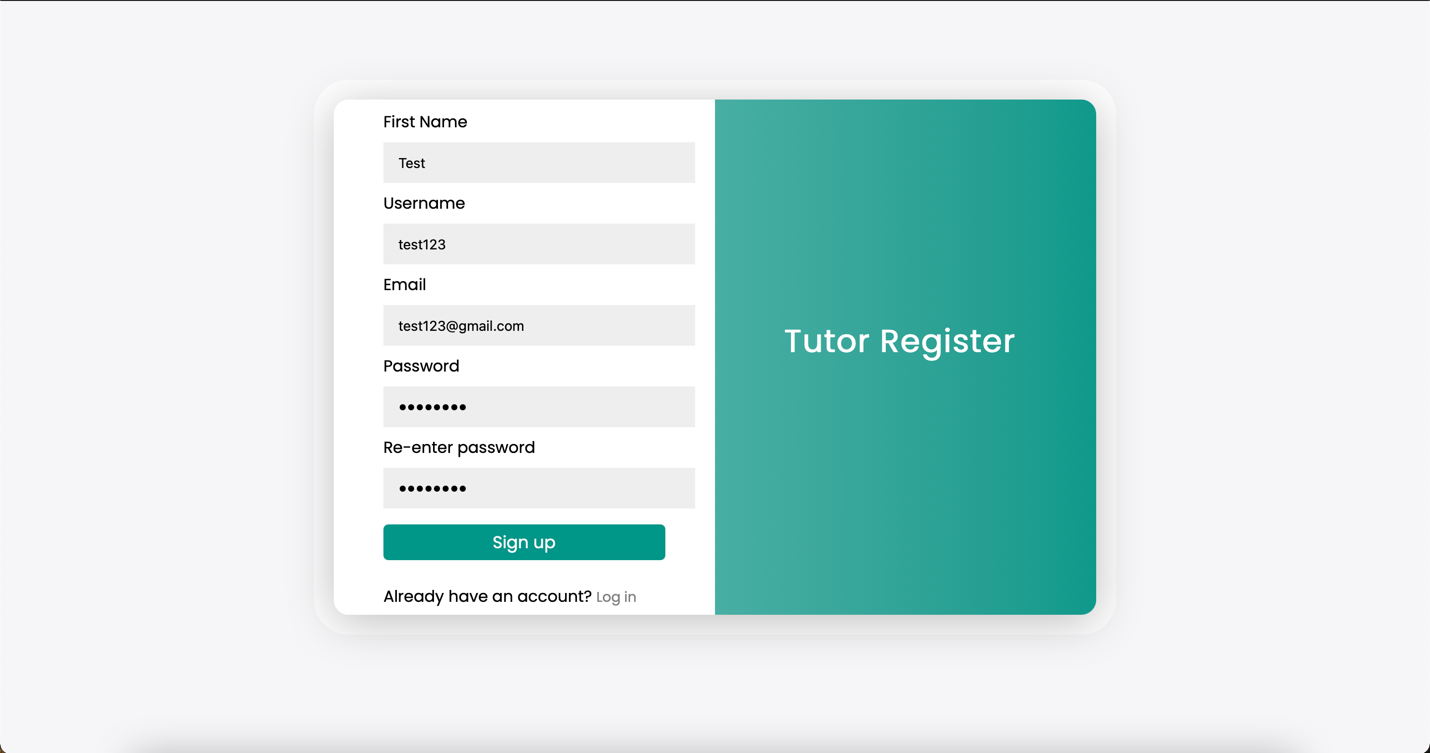 First Name
Test
Username
test123
Email
test123@gmail.com
Password
••••••••
Re-enter password
••••••••
Sign up
Already have an account? Log in
Tutor Register